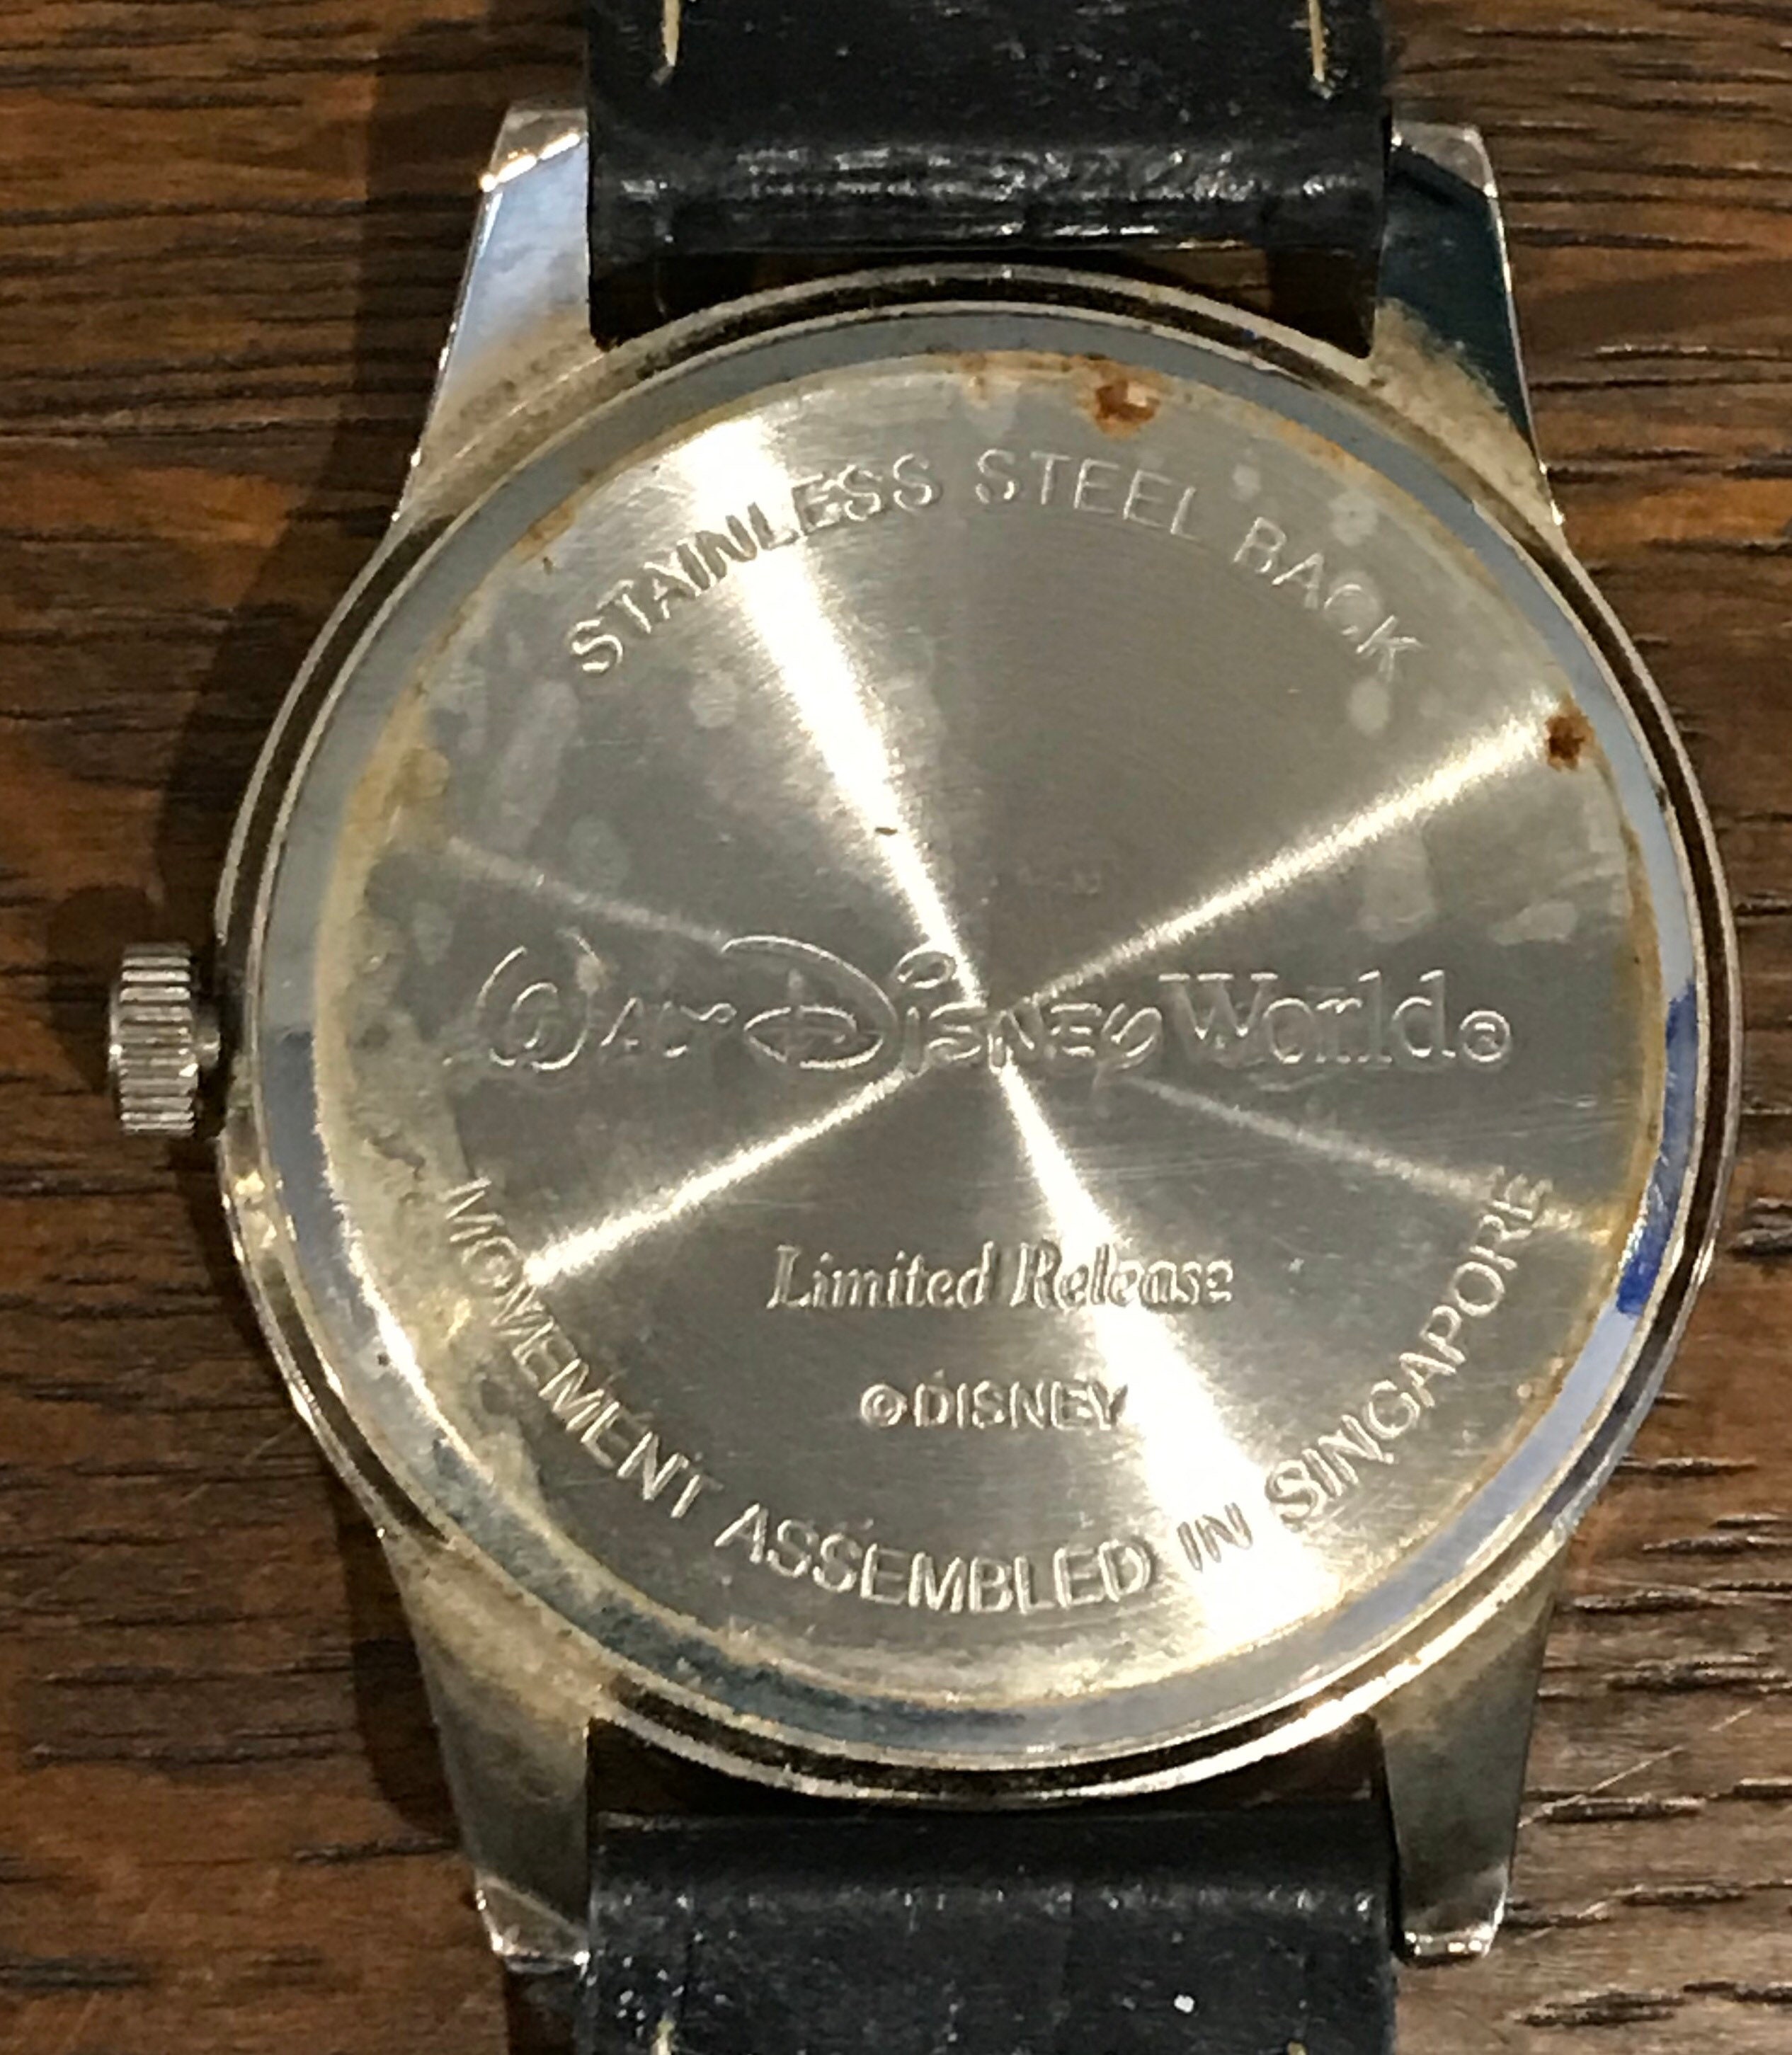 STAINLESS STEEL BACK
WALT DISNEY World®
Limited Release
©DISNEY
MOVEMENT ASSEMBLED IN SINGAPORE